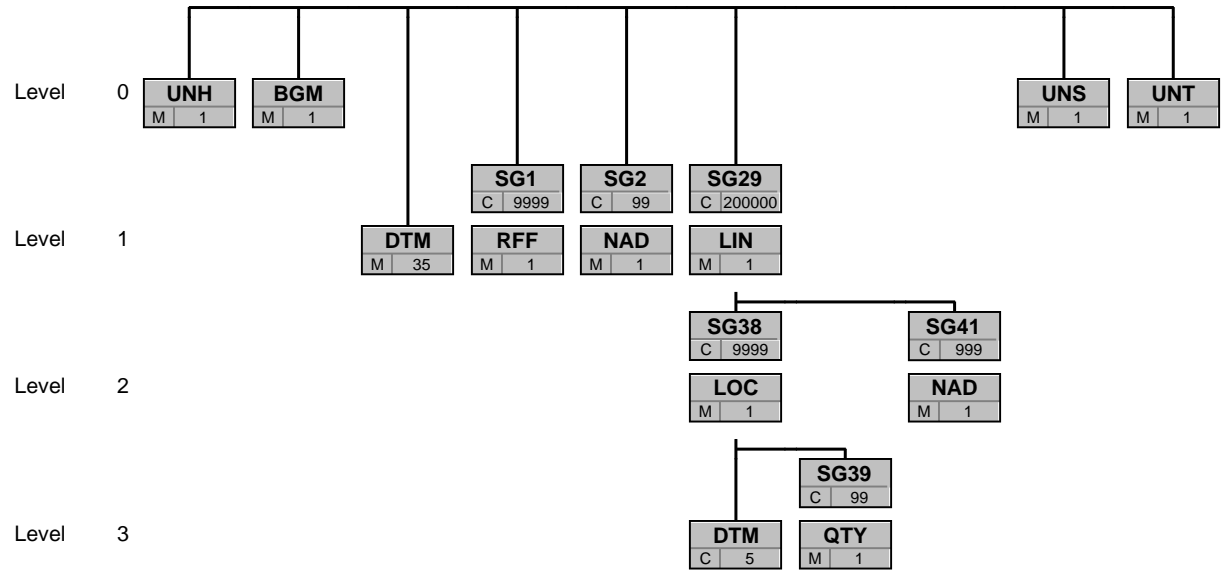 Level 0 UNH BGM UNS UNT
M 1 M 1 M 1 M 1
SG1 SG2 SG29
C 9999 C 99 C 200000
Level 1 DTM RFF NAD LIN
M 35 M 1 M 1 M 1
SG38 SG41
C 9999 C 999
Level 2 LOC NAD
M 1 M 1
SG39
C 99
Level 3 DTM QTY
C 5 M 1